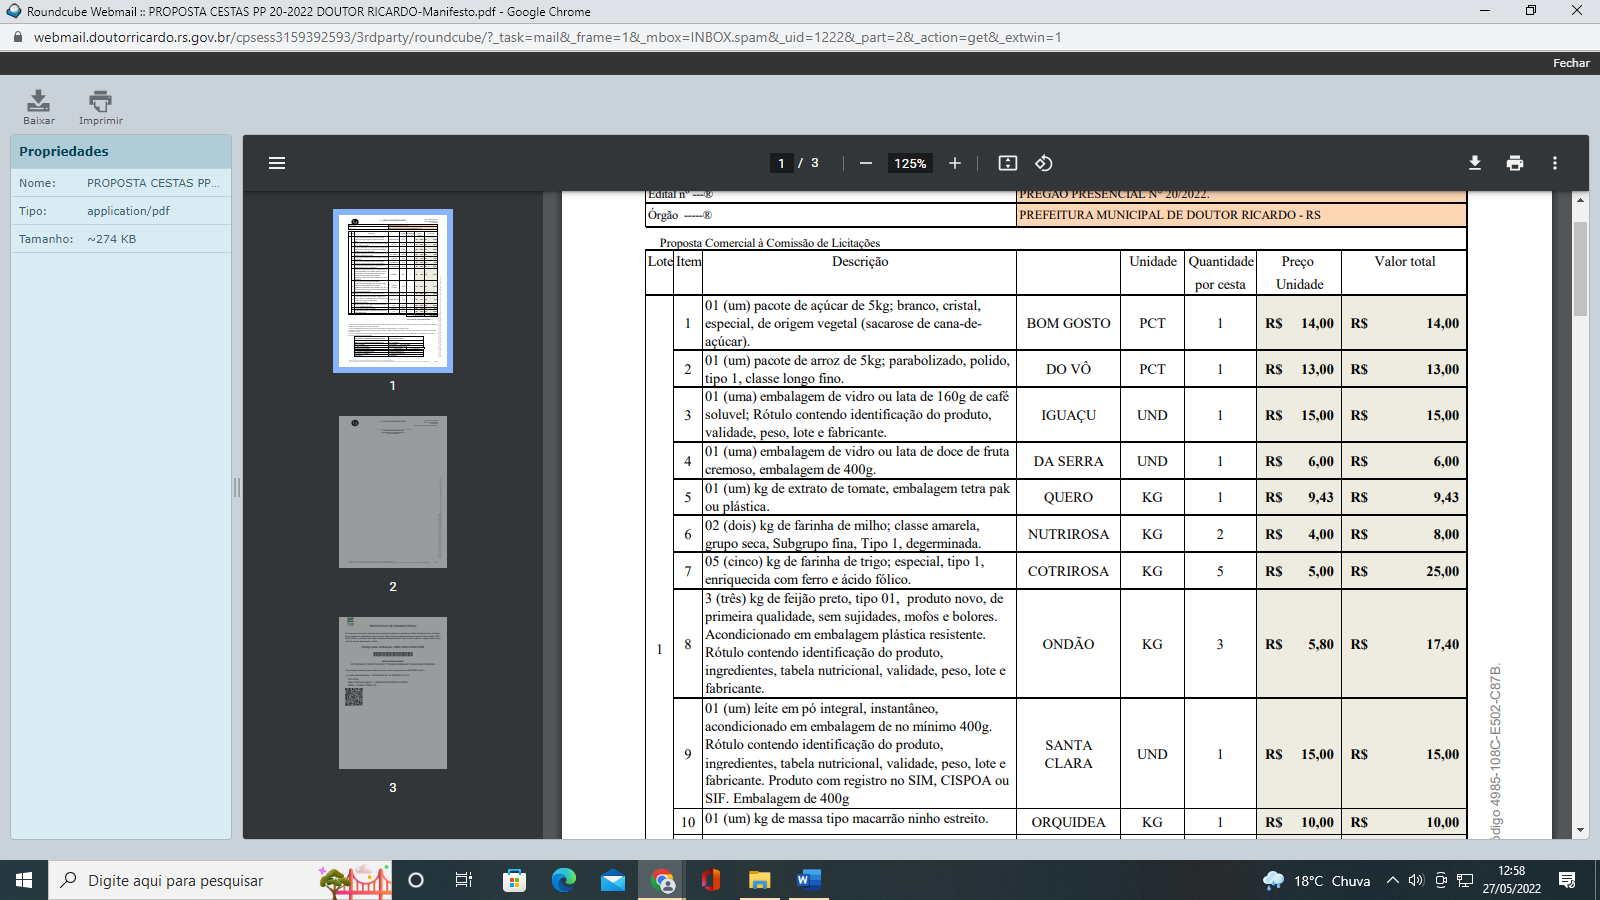 Roundcube Webmail :: PROPOSTA CESTAS PP 20-2022 DOUTOR RICARDO-Manifesto.pdf - Google Chrome
webmail.doutorricardo.rs.gov.br/cpsess3159392593/3rdparty/roundcube/?_task=mail&_frame=1&_mbox=INBOX.spam&_uid=1222&_part=2&_action=get&_extwin=1
Fechar
Baixar
Imprimir
Propriedades
Nome: PROPOSTA CESTAS PP...
Tipo: application/pdf
Tamanho: ~274 KB
1 / 3
125%
1
2
3
Edital nº ---® PREGÃO PRESENCIAL Nº 20/2022.
Órgão -----® PREFEITURA MUNICIPAL DE DOUTOR RICARDO - RS
Proposta Comercial à Comissão de Licitações
Lote Item Descrição Unidade Quantidade Preço Valor total
por cesta Unidade
1
01 (um) pacote de açúcar de 5kg; branco, cristal,
1 especial, de origem vegetal (sacarose de cana-de- BOM GOSTO PCT 1 R$ 14,00 R$ 14,00
açúcar).
01 (um) pacote de arroz de 5kg; parabolizado, polido,
2 DO VÔ PCT 1 R$ 13,00 R$ 13,00
tipo 1, classe longo fino.
01 (uma) embalagem de vidro ou lata de 160g de café
3 soluvel; Rótulo contendo identificação do produto, IGUAÇU UND 1 R$ 15,00 R$ 15,00
validade, peso, lote e fabricante.
01 (uma) embalagem de vidro ou lata de doce de fruta
4 DA SERRA UND 1 R$ 6,00 R$ 6,00
cremoso, embalagem de 400g.
01 (um) kg de extrato de tomate, embalagem tetra pak
5 QUERO KG 1 R$ 9,43 R$ 9,43
ou plástica.
02 (dois) kg de farinha de milho; classe amarela,
6 NUTRIROSA KG 2 R$ 4,00 R$ 8,00
grupo seca, Subgrupo fina, Tipo 1, degerminada.
05 (cinco) kg de farinha de trigo; especial, tipo 1,
7 COTRIROSA KG 5 R$ 5,00 R$ 25,00
enriquecida com ferro e ácido fólico.
3 (três) kg de feijão preto, tipo 01, produto novo, de
primeira qualidade, sem sujidades, mofos e bolores.
Acondicionado em embalagem plástica resistente.
8 ONDÃO KG 3 R$ 5,80 R$ 17,40
Rótulo contendo identificação do produto,
ingredientes, tabela nutricional, validade, peso, lote e
fabricante.
01 (um) leite em pó integral, instantâneo,
acondicionado em embalagem de no mínimo 400g.
Rótulo contendo identificação do produto,
9 SANTA CLARA UND 1 R$ 15,00 R$ 15,00
ingredientes, tabela nutricional, validade, peso, lote e
fabricante. Produto com registro no SIM, CISPOA ou
SIF. Embalagem de 400g
10 01 (um) kg de massa tipo macarrão ninho estreito. ORQUIDEA KG 1 R$ 10,00 R$ 10,00
4985-108C-E502-C87B.
Digite aqui para pesquisar
18°C Chuva
12:58
27/05/2022